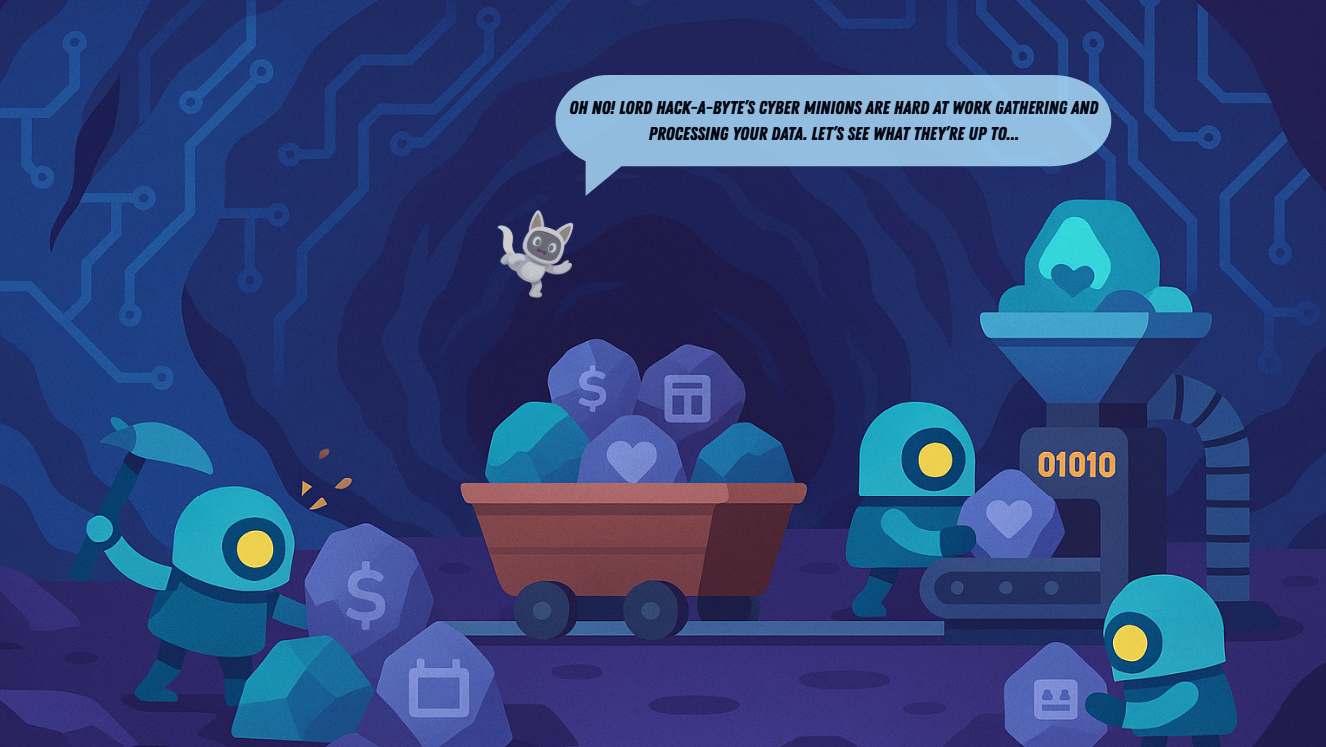 OH NO! LORD HACK-A-BYTE'S CYBER MINIONS ARE HARD AT WORK GATHERING AND
PROCESSING YOUR DATA. LET'S SEE WHAT THEY'RE UP TO...
$
01010
$